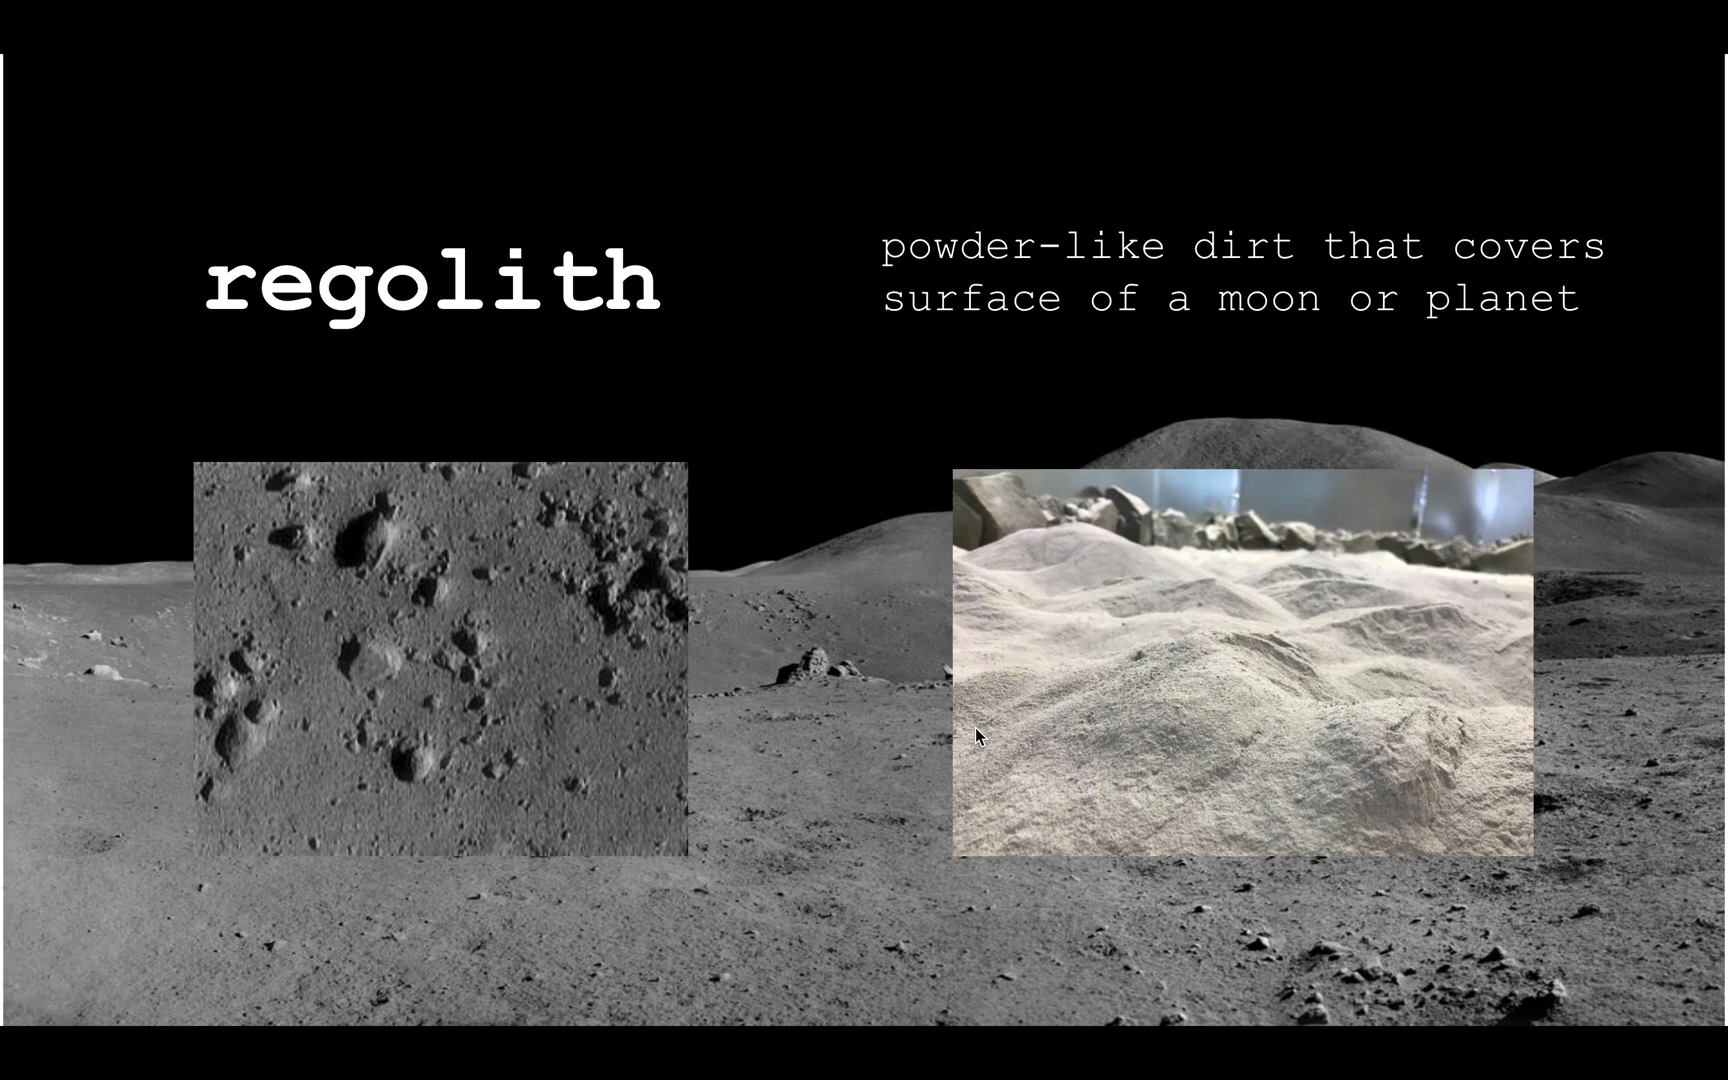 regolith
powder-like dirt that covers
surface of a moon or planet